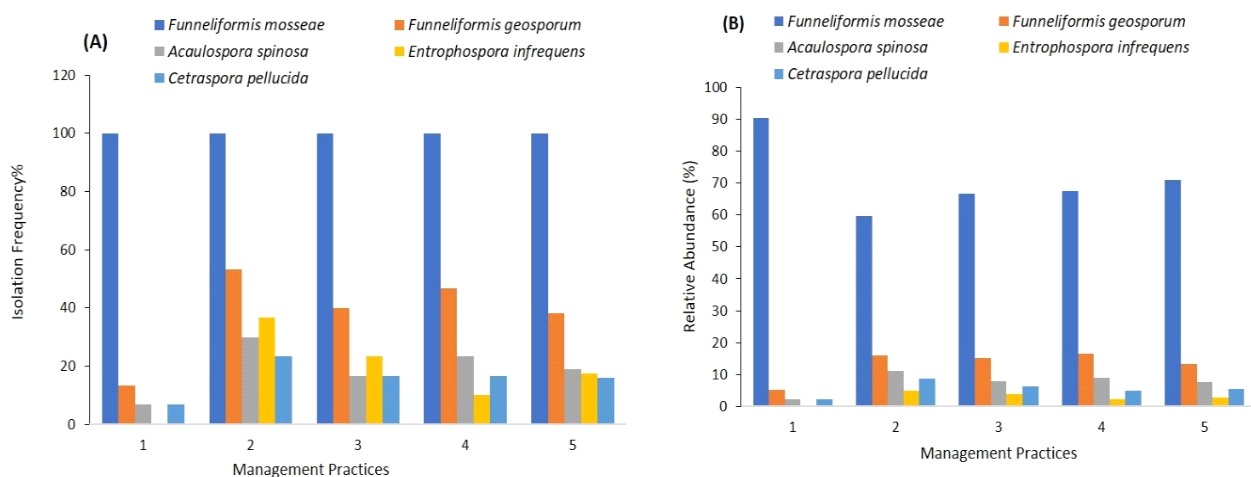 (A)
Funneliformis mosseae Funneliformis geosporum
Acaulospora spinosa Entrophospora infrequens
Cetraspora pellucida
120
100
80
60
40
20
0
Isolation Frequency%
1 2 3 4 5
Management Practices
(B)
Funneliformis mosseae Funneliformis geosporum
Acaulospora spinosa Entrophospora infrequens
Cetraspora pellucida
100
90
80
70
60
50
40
30
20
10
0
Relative Abundance (%)
1 2 3 4 5
Management Practices